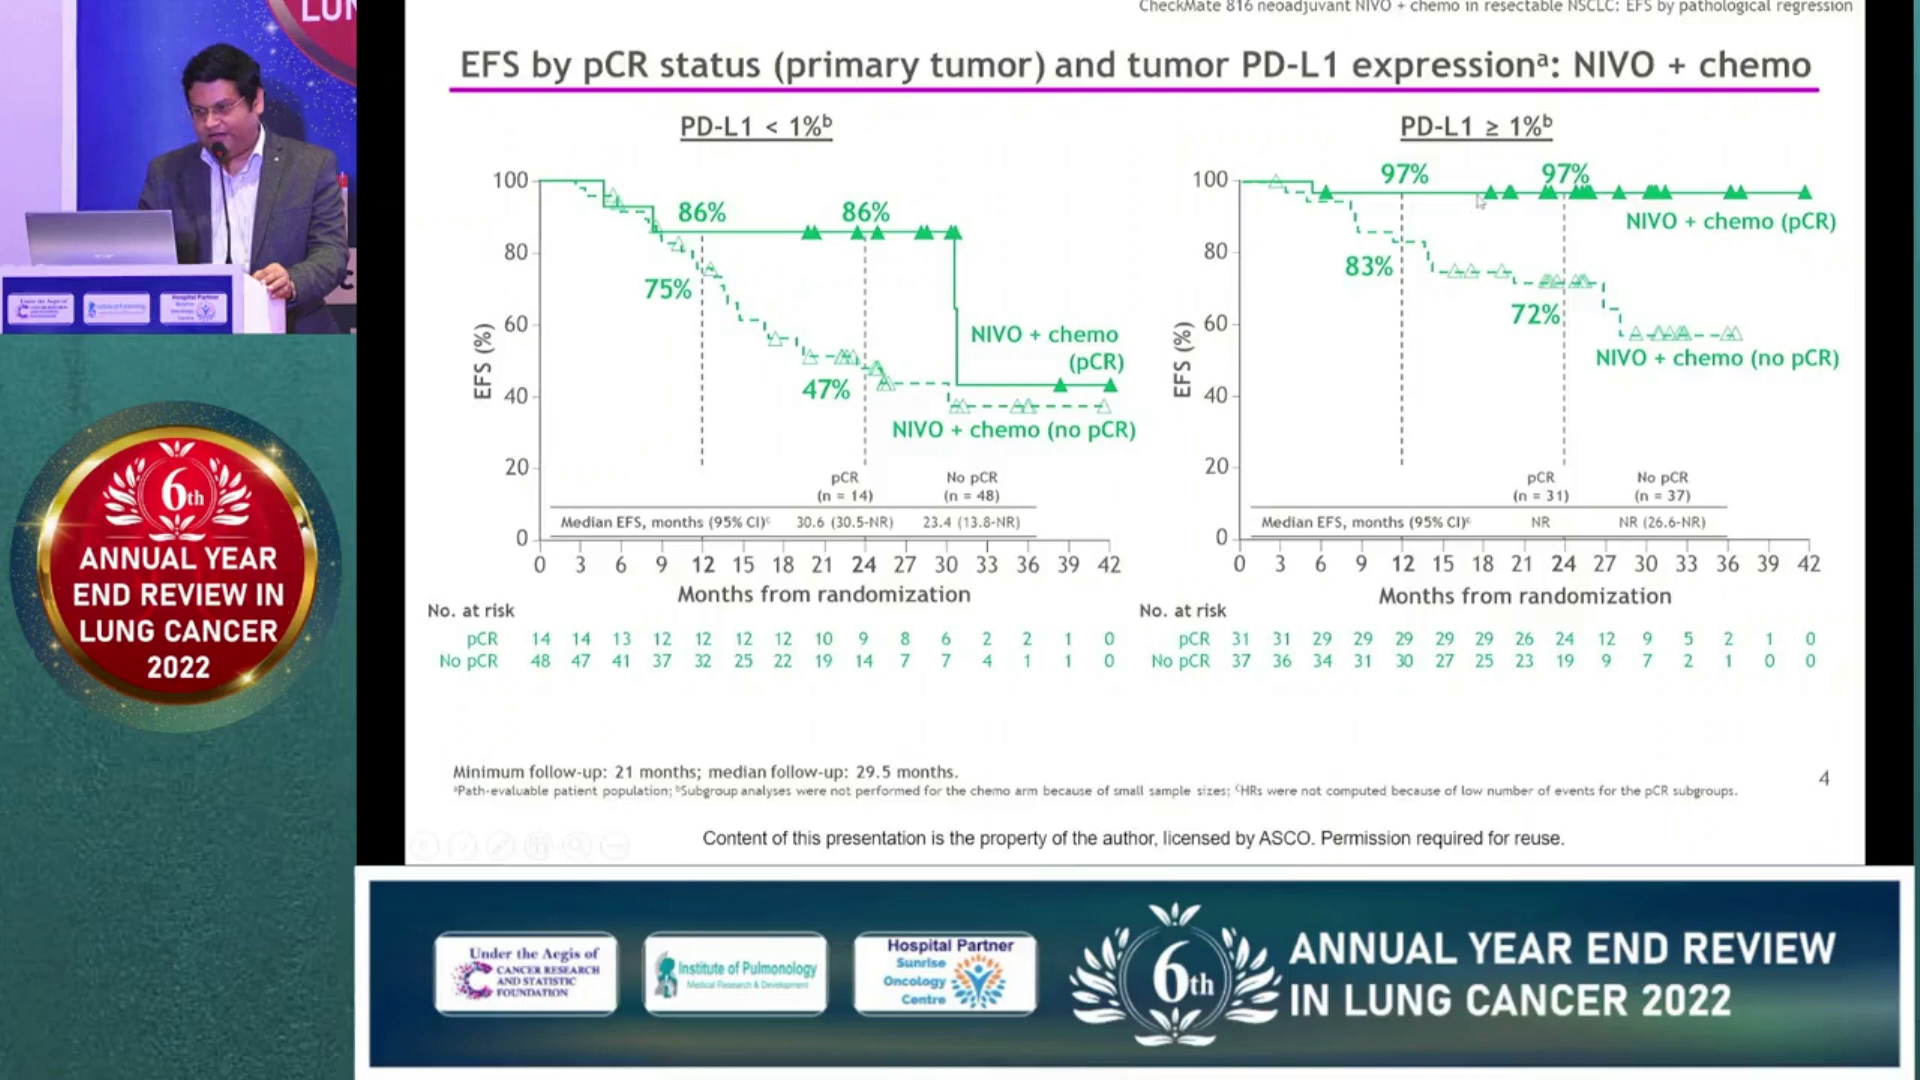 LUN
CheckMate 816 neoadjuvant NIVO + chemo in resectable NSCLC: EFS by pathological regression
EFS by pCR status (primary tumor) and tumor PD-L1 expressionᵃ: NIVO + chemo
PD-L1 < 1%ᵇ
100
80
60
40
20
0
EFS (%)
86%
86%
75%
47%
NIVO + chemo
(pCR)
NIVO + chemo (no pCR)
pCR
(n = 14)
No pCR
(n = 48)
Median EFS, months (95% CI)ᶜ 30.6 (30.5-NR) 23.4 (13.8-NR)
0 3 6 9 12 15 18 21 24 27 30 33 36 39 42
Months from randomization
No. at risk
pCR 14 14 13 12 12 12 12 10 9 8 6 2 2 1 0
No pCR 48 47 41 37 32 25 22 19 14 7 7 4 1 1 0
PD-L1 ≥ 1%ᵇ
100
80
60
40
20
0
EFS (%)
97%
97%
83%
72%
NIVO + chemo (pCR)
NIVO + chemo (no pCR)
pCR
(n = 31)
No pCR
(n = 37)
Median EFS, months (95% CI)ᶜ NR NR (26.6-NR)
0 3 6 9 12 15 18 21 24 27 30 33 36 39 42
Months from randomization
No. at risk
pCR 31 31 29 29 29 29 29 26 24 12 9 5 2 1 0
No pCR 37 36 34 31 30 27 25 23 19 9 7 2 1 0 0
Minimum follow-up: 21 months; median follow-up: 29.5 months.
ᵃPath-evaluable patient population; ᵇSubgroup analyses were not performed for the chemo arm because of small sample sizes; ᶜHRs were not computed because of low number of events for the pCR subgroups.
4
Content of this presentation is the property of the author, licensed by ASCO. Permission required for reuse.
Under the Aegis of
Hospital Partner
Sunrise
Oncology
Centre
6th
ANNUAL YEAR
END REVIEW IN
LUNG CANCER
2022
Under the Aegis of
CANCER RESEARCH
AND STATISTIC
FOUNDATION
Institute of Pulmonology
Medical Research & Development
Hospital Partner
Sunrise
Oncology
Centre
6th
ANNUAL YEAR END REVIEW
IN LUNG CANCER 2022